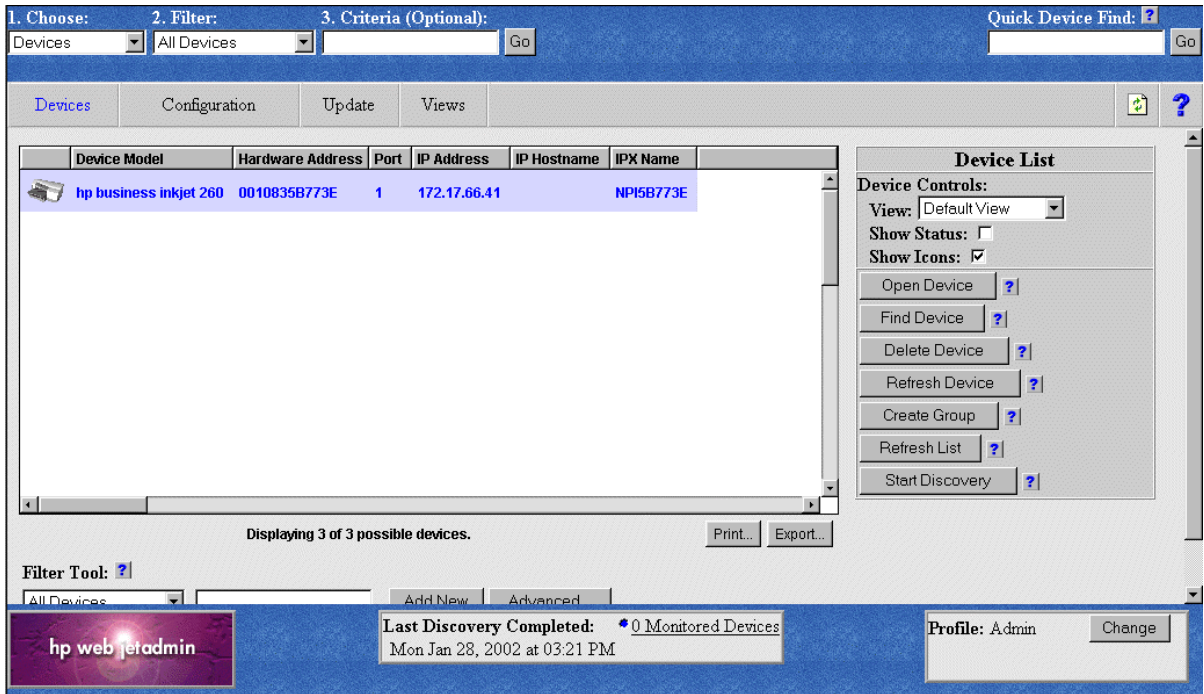 1. Choose: 2. Filter: 3. Criteria (Optional): Quick Device Find: ?
Devices All Devices Go Go
Devices Configuration Update Views ?
Device Model Hardware Address Port IP Address IP Hostname IPX Name
hp business inkjet 260 0010835B773E 1 172.17.66.41 NPI5B773E
Device List
Device Controls:
View: Default View
Show Status:
Show Icons:
Open Device ?
Find Device ?
Delete Device ?
Refresh Device ?
Create Group ?
Refresh List ?
Start Discovery ?
Displaying 3 of 3 possible devices. Print... Export...
Filter Tool: ?
All Devices Add New Advanced...
hp web jetadmin
Last Discovery Completed: 0 Monitored Devices
Mon Jan 28, 2002 at 03:21 PM
Profile: Admin Change